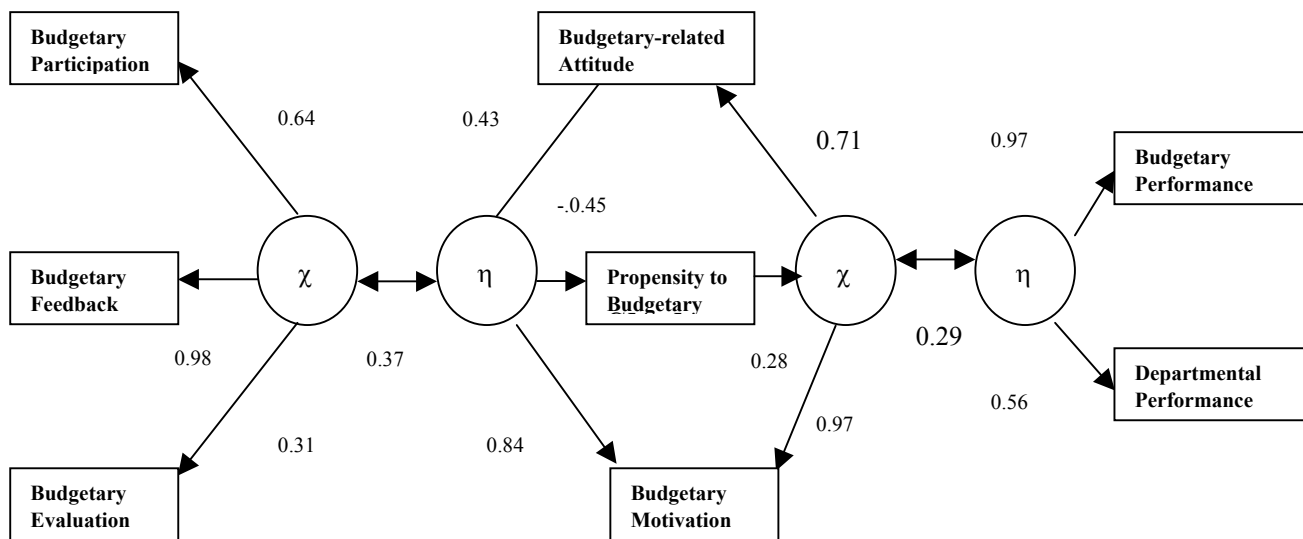 Budgetary
Participation
Budgetary-related
Attitude
0.64
0.43
0.71
0.97
Budgetary
Performance
-.0.45
Budgetary
Feedback
χ
η
Propensity to
Budgetary
χ
η
0.98
0.37
0.28
0.29
Departmental
Performance
0.56
0.31
0.84
0.97
Budgetary
Evaluation
Budgetary
Motivation